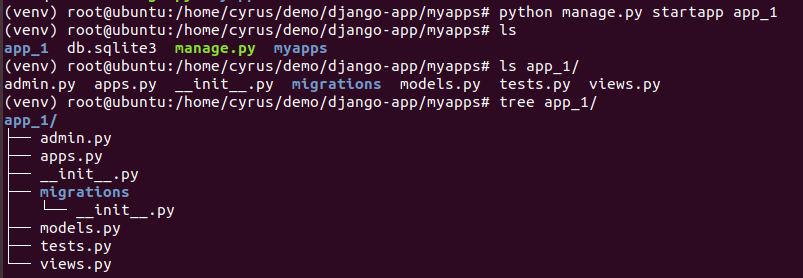 (venv) root@ubuntu:/home/cyrus/demo/django-app/myapps# python manage.py startapp app_1
(venv) root@ubuntu:/home/cyrus/demo/django-app/myapps# ls
app_1  db.sqlite3  manage.py  myapps
(venv) root@ubuntu:/home/cyrus/demo/django-app/myapps# ls app_1/
admin.py  apps.py  __init__.py  migrations  models.py  tests.py  views.py
(venv) root@ubuntu:/home/cyrus/demo/django-app/myapps# tree app_1/
app_1/
├── admin.py
├── apps.py
├── __init__.py
├── migrations
│   └── __init__.py
├── models.py
├── tests.py
└── views.py